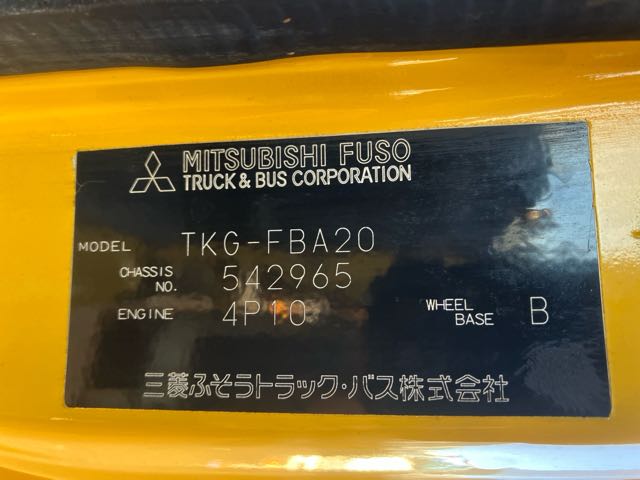 MITSUBISHI FUSO
TRUCK & BUS CORPORATION
MODEL TKG-FBA20
CHASSIS NO. 542965
ENGINE 4P10 WHEEL BASE B
三菱ふそうトラック・バス株式会社